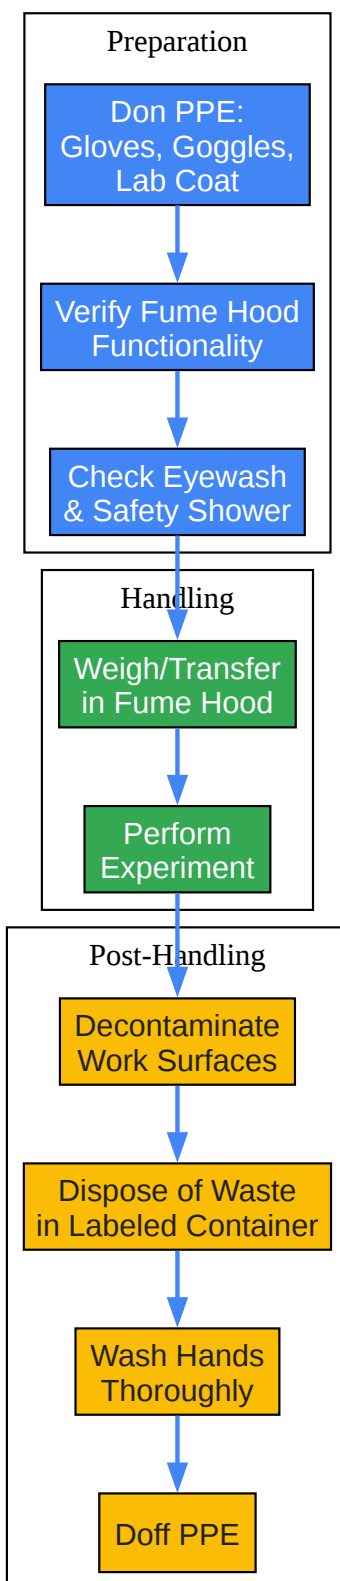 Preparation
Don PPE:
Gloves, Goggles,
Lab Coat
Verify Fume Hood
Functionality
Check Eyewash
& Safety Shower
Handling
Weigh/Transfer
in Fume Hood
Perform
Experiment
Post-Handling
Decontaminate
Work Surfaces
Dispose of Waste
in Labeled Container
Wash Hands
Thoroughly
Doff PPE